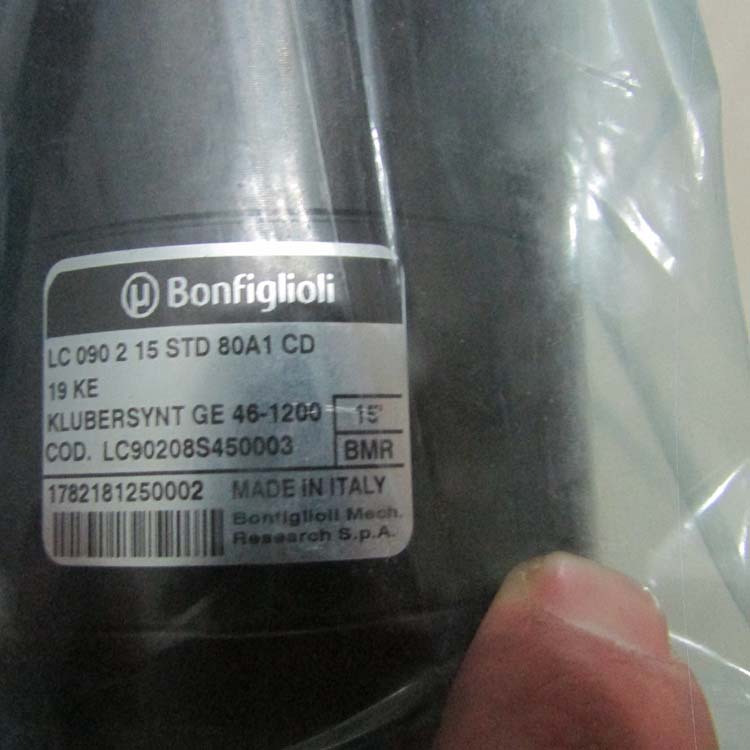 µ Bonfiglioli
LC 090 2 15 STD 80A1 CD
19 KE
KLUBERSYNT GE 46-1200 15'
COD. LC90208S450003 BMR
1782181250002 MADE iN ITALY
Bonfiglioli Mech.
Research S.p.A.